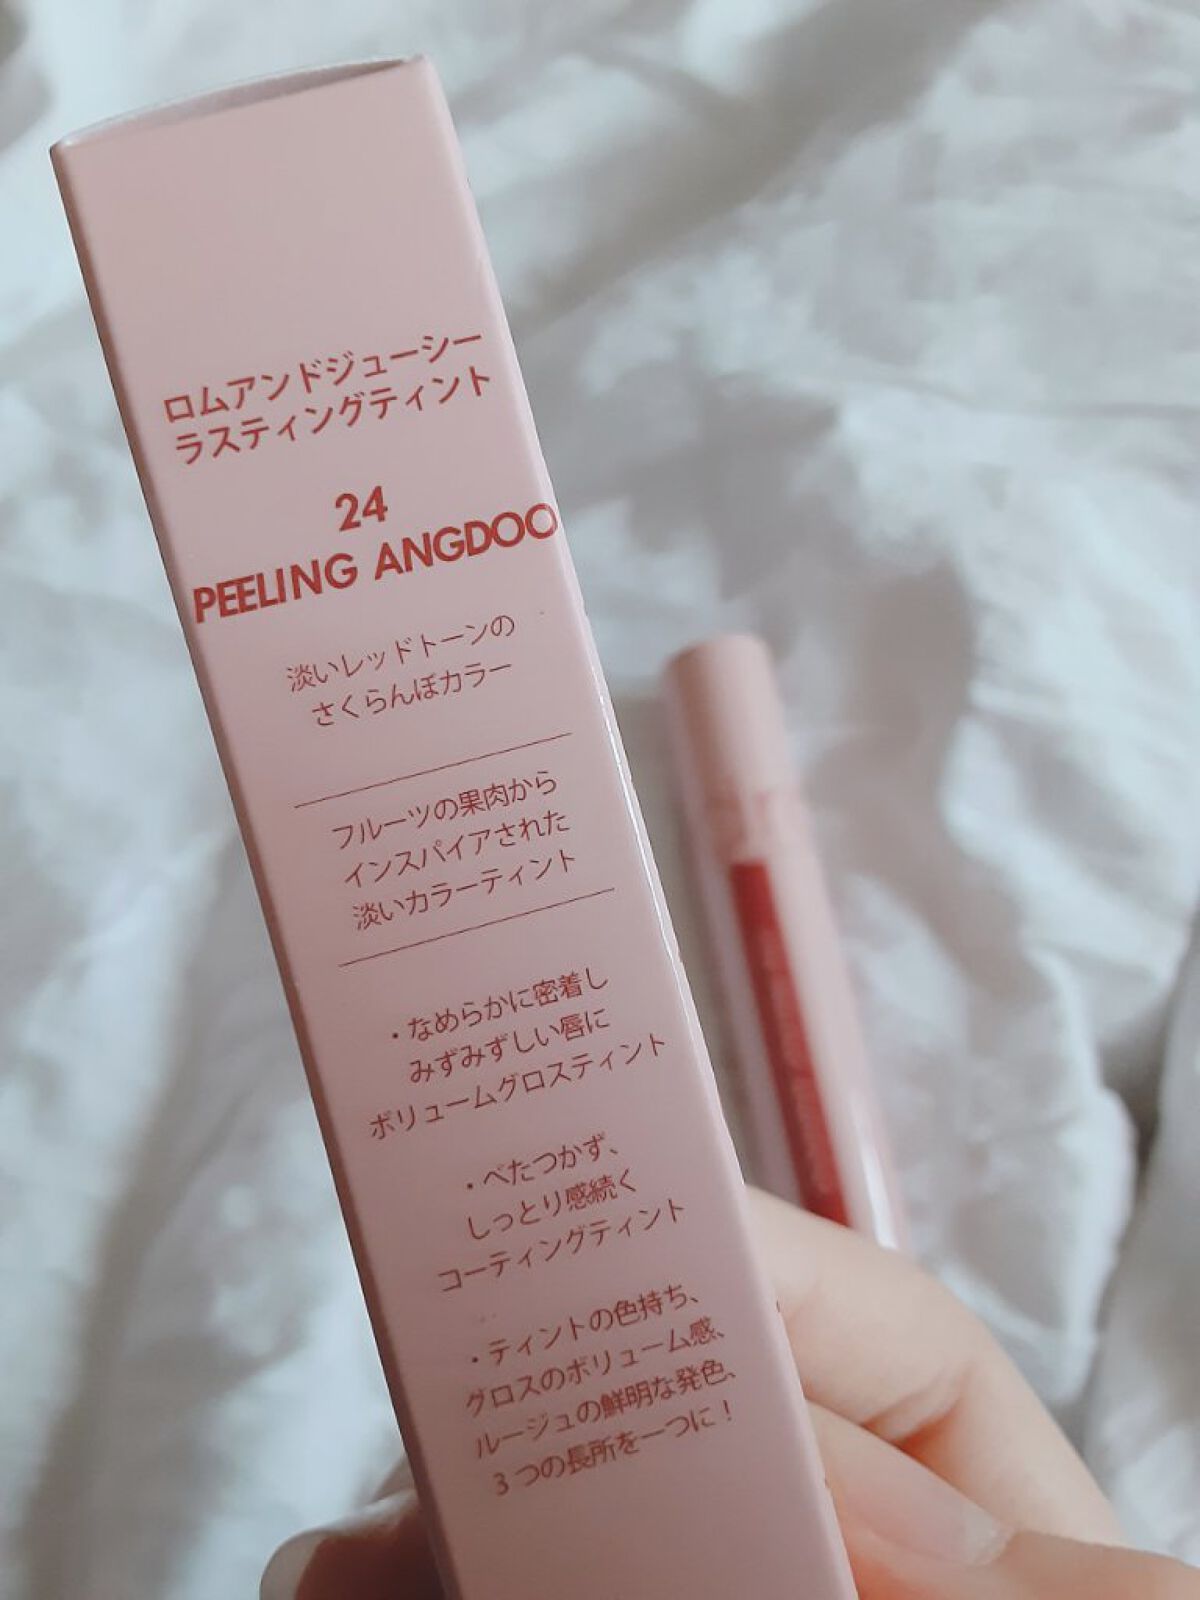 ロムアンドジューシー
ラスティングティント
24
PEELING ANGDOO
淡いレッドトーンの
さくらんぼカラー
フルーツの果肉から
インスパイアされた
淡いカラーティント
・なめらかに密着し
みずみずしい唇に
ボリュームグロスティント
・べたつかず、
しっとり感続く
コーティングティント
・ティントの色持ち、
グロスのボリューム感、
ルージュの鮮明な発色、
3つの長所を一つに！